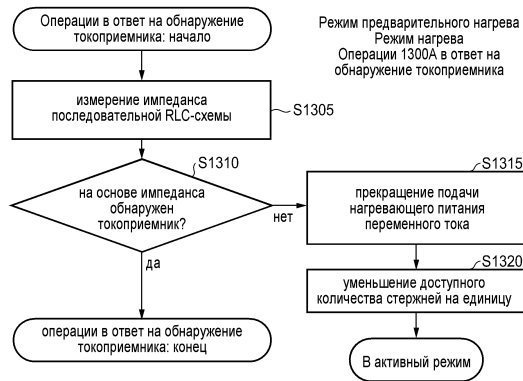 Операции в ответ на обнаружение
токоприемника: начало
Режим предварительного нагрева
Режим нагрева
Операции 1300A в ответ на
обнаружение токоприемника
измерение импеданса
последовательной RLC-схемы
S1305
S1310
на основе импеданса
обнаружен
токоприемник?
нет
да
S1315
прекращение подачи
нагревающего питания
переменного тока
S1320
уменьшение доступного
количества стержней на единицу
операции в ответ на обнаружение
токоприемника: конец
В активный режим